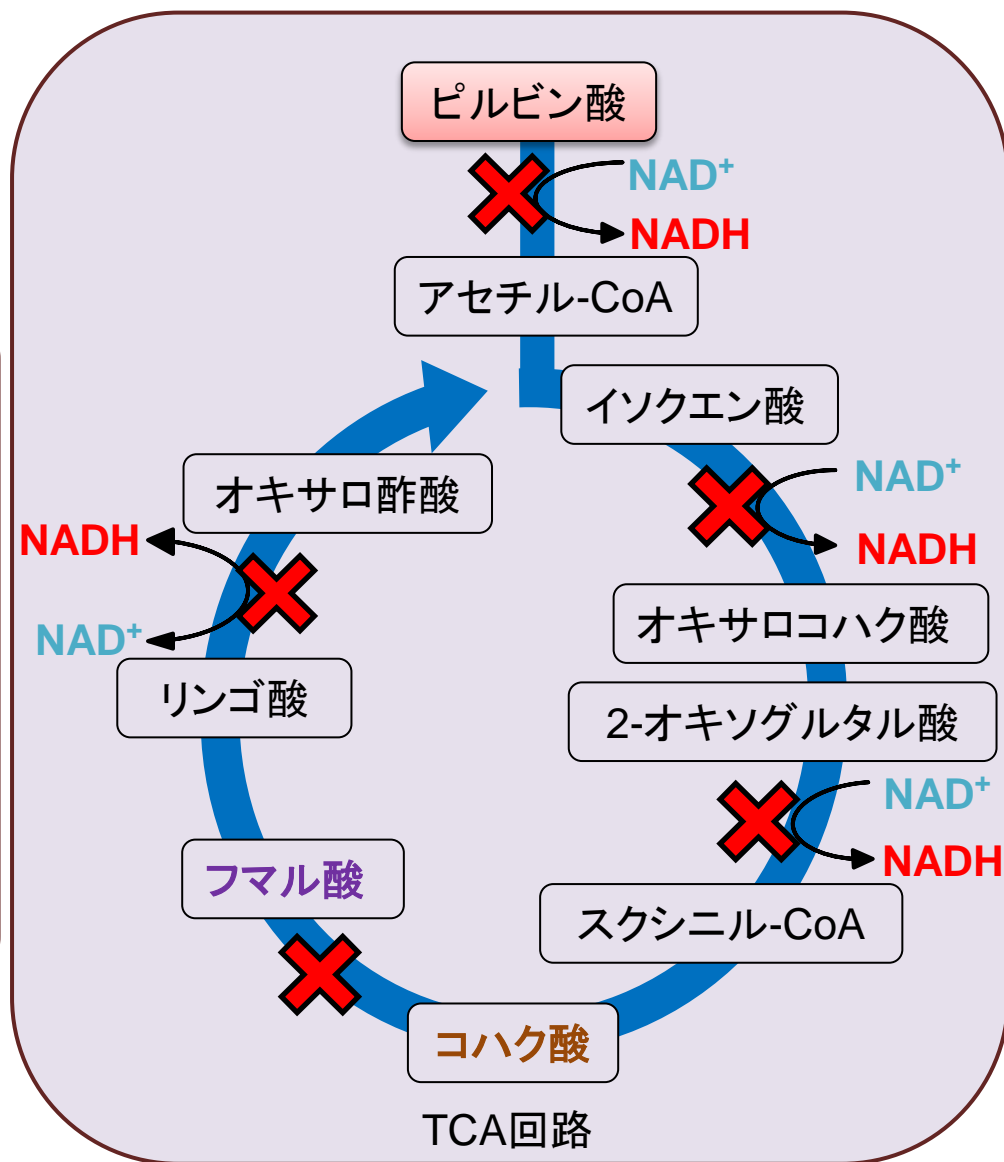 ピルビン酸
NAD⁺
NADH
アセチル-CoA
イソクエン酸
NAD⁺
NADH
オキサロ酢酸
NADH
NAD⁺
オキサロコハク酸
リンゴ酸
2-オキソグルタル酸
NAD⁺
NADH
フマル酸
スクシニル-CoA
コハク酸
TCA回路